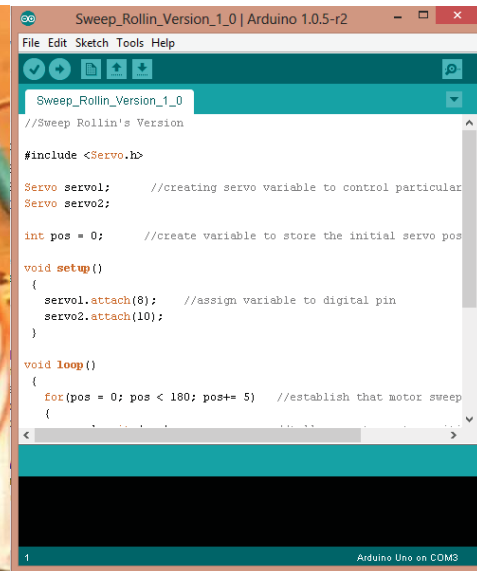 Sweep_Rollin_Version_1_0 | Arduino 1.0.5-r2
File Edit Sketch Tools Help
Sweep_Rollin_Version_1_0
//Sweep Rollin's Version
#include <Servo.h>
Servo servo1;      //creating servo variable to control particular
Servo servo2;
int pos = 0;      //create variable to store the initial servo pos
void setup()
{
servo1.attach(8);    //assign variable to digital pin
servo2.attach(10);
}
void loop()
{
for(pos = 0; pos < 180; pos+= 5)   //establish that motor sweep
{
1
Arduino Uno on COM3